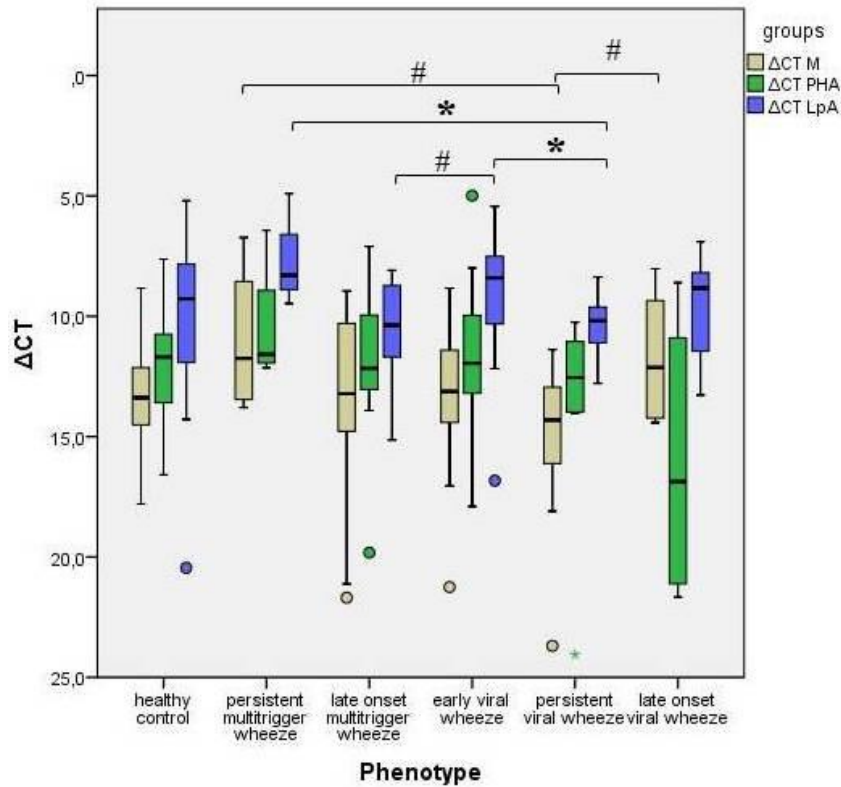 groups
ΔCT M
ΔCT PHA
ΔCT LpA
#
#
*
#
*
,0
5,0
10,0
15,0
20,0
25,0
ΔCT
healthy
control
persistent
multitrigger
wheeze
late onset
multitrigger
wheeze
early viral
wheeze
persistent
viral wheeze
late onset
viral wheeze
Phenotype